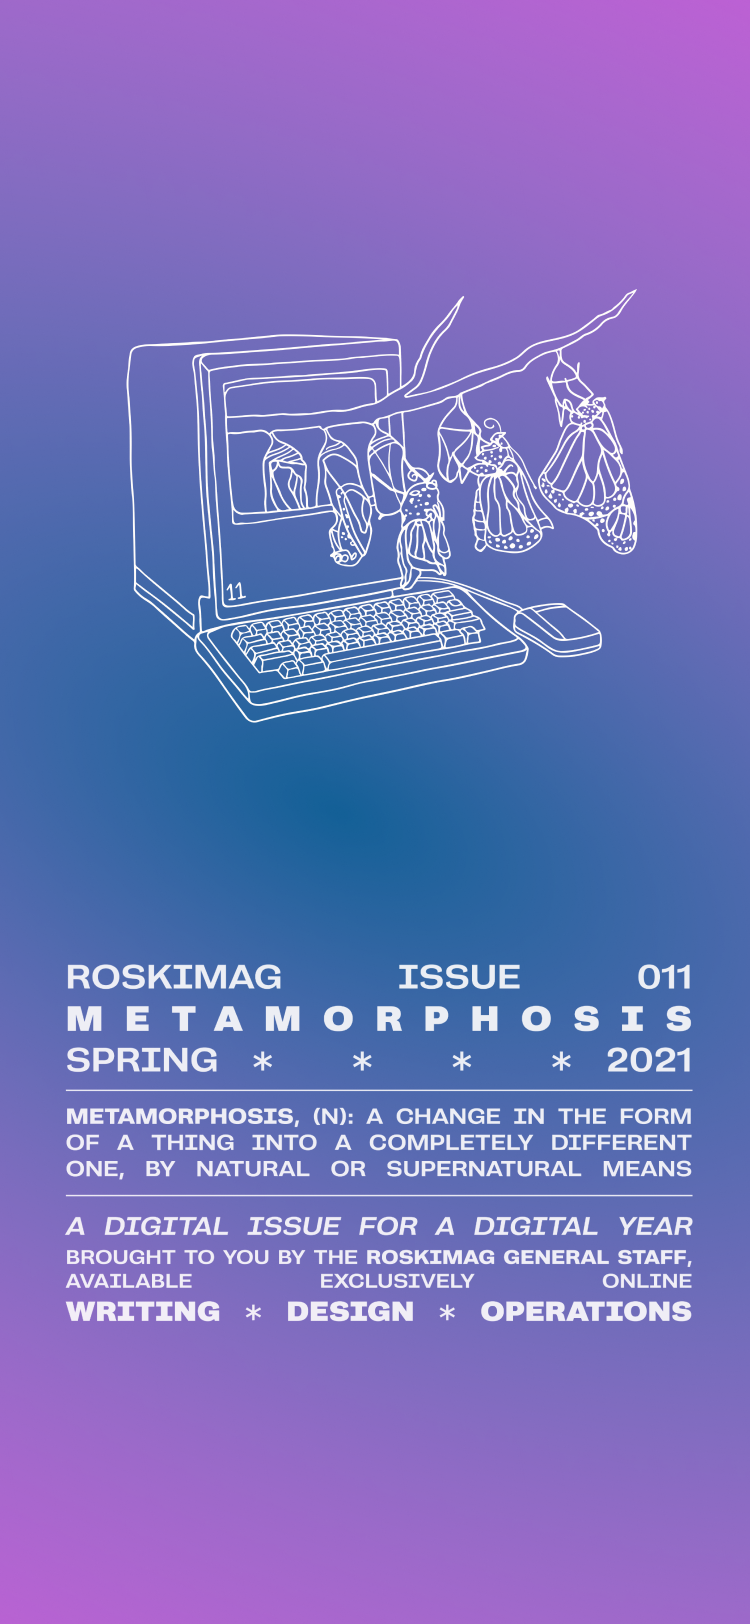 11
ROSKIMAG ISSUE 011
METAMORPHOSIS
SPRING * * * * 2021
METAMORPHOSIS, (N): A CHANGE IN THE FORM
OF A THING INTO A COMPLETELY DIFFERENT
ONE, BY NATURAL OR SUPERNATURAL MEANS
A DIGITAL ISSUE FOR A DIGITAL YEAR
BROUGHT TO YOU BY THE ROSKIMAG GENERAL STAFF,
AVAILABLE EXCLUSIVELY ONLINE
WRITING * DESIGN * OPERATIONS